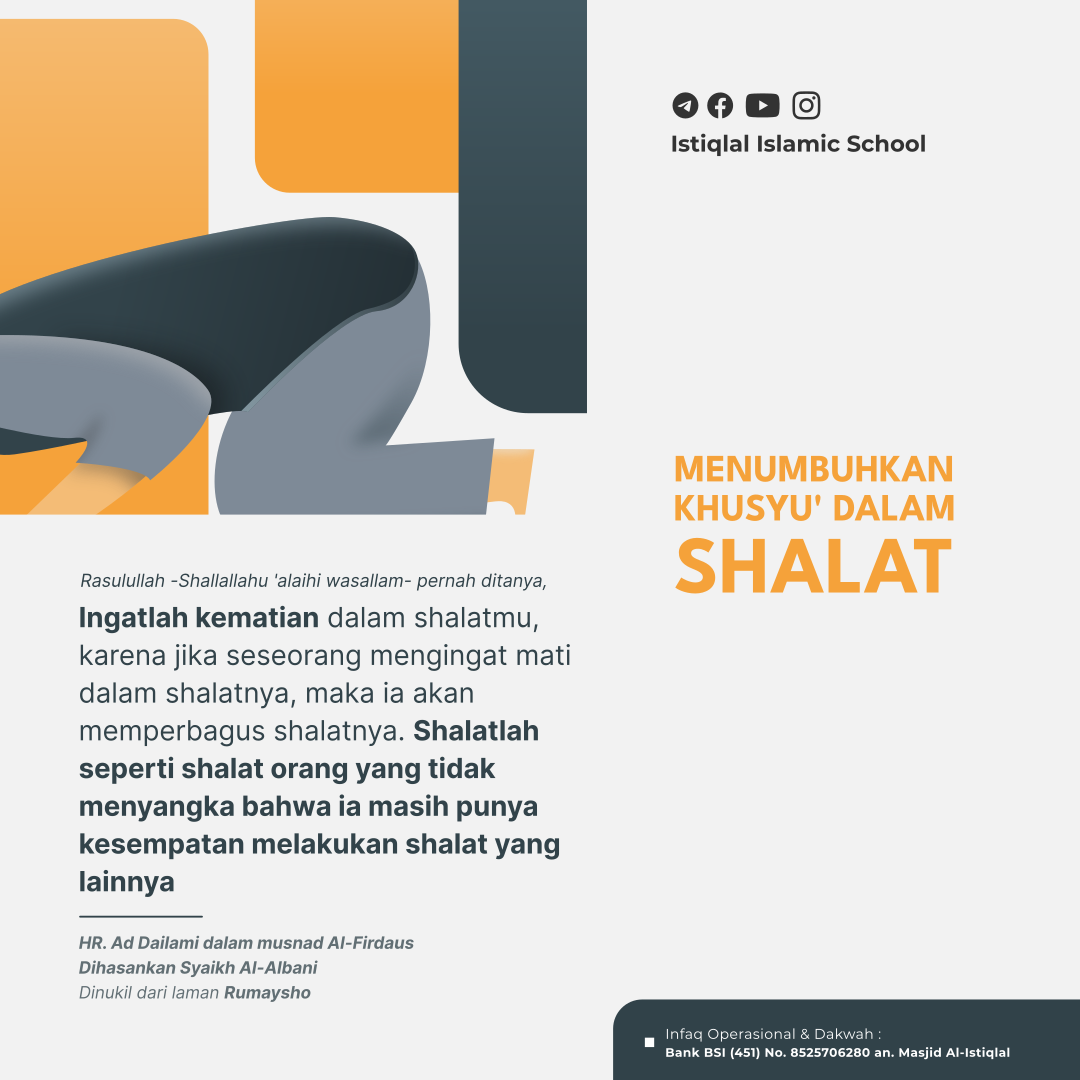 Istiqlal Islamic School
MENUMBUHKAN
KHUSYU' DALAM
SHALAT
Rasulullah -Shallallahu 'alaihi wasallam- pernah ditanya,
Ingatlah kematian dalam shalatmu,
karena jika seseorang mengingat mati
dalam shalatnya, maka ia akan
memperbagus shalatnya. Shalatlah
seperti shalat orang yang tidak
menyangka bahwa ia masih punya
kesempatan melakukan shalat yang
lainnya
HR. Ad Dailami dalam musnad Al-Firdaus
Dihasankan Syaikh Al-Albani
Dinukil dari laman Rumaysho
Infaq Operasional & Dakwah :
Bank BSI (451) No. 8525706280 an. Masjid Al-Istiqlal